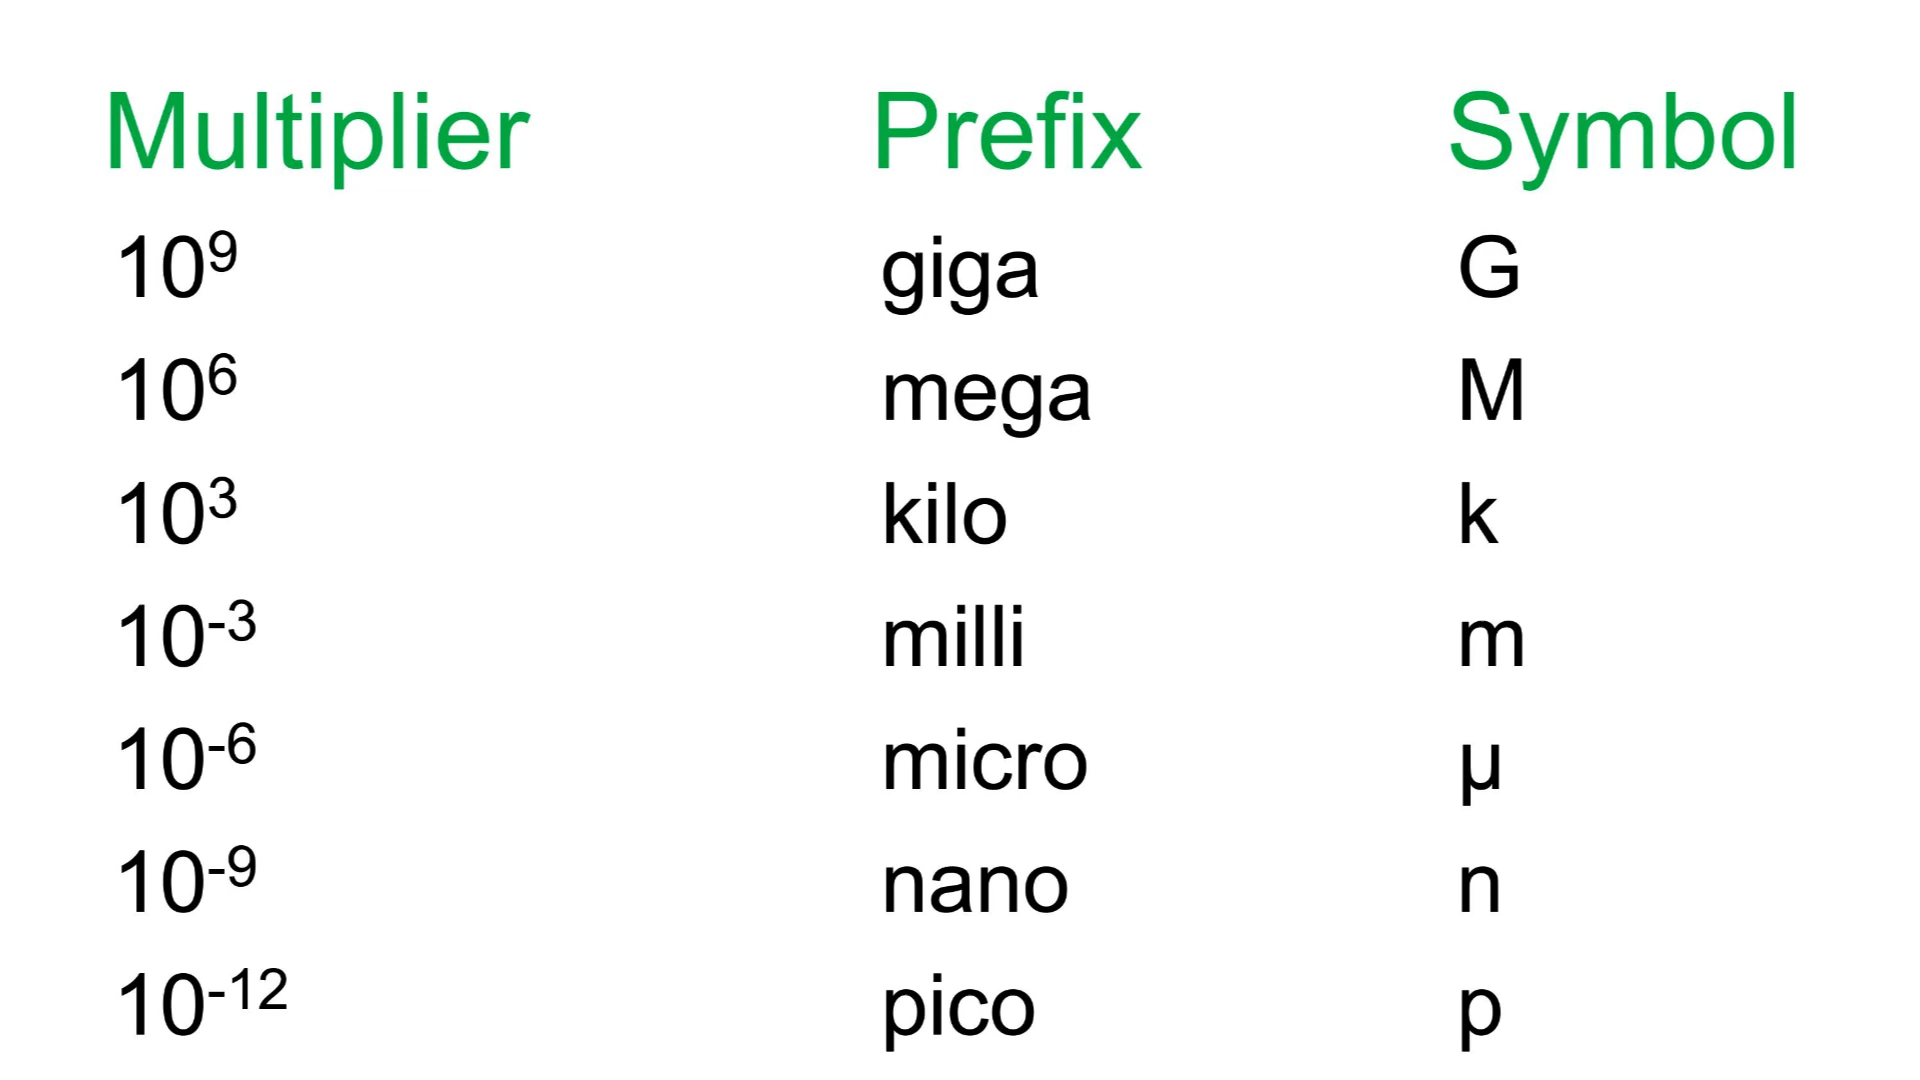 Multiplier Prefix Symbol
10⁹ giga G
10⁶ mega M
10³ kilo k
10⁻³ milli m
10⁻⁶ micro µ
10⁻⁹ nano n
10⁻¹² pico p